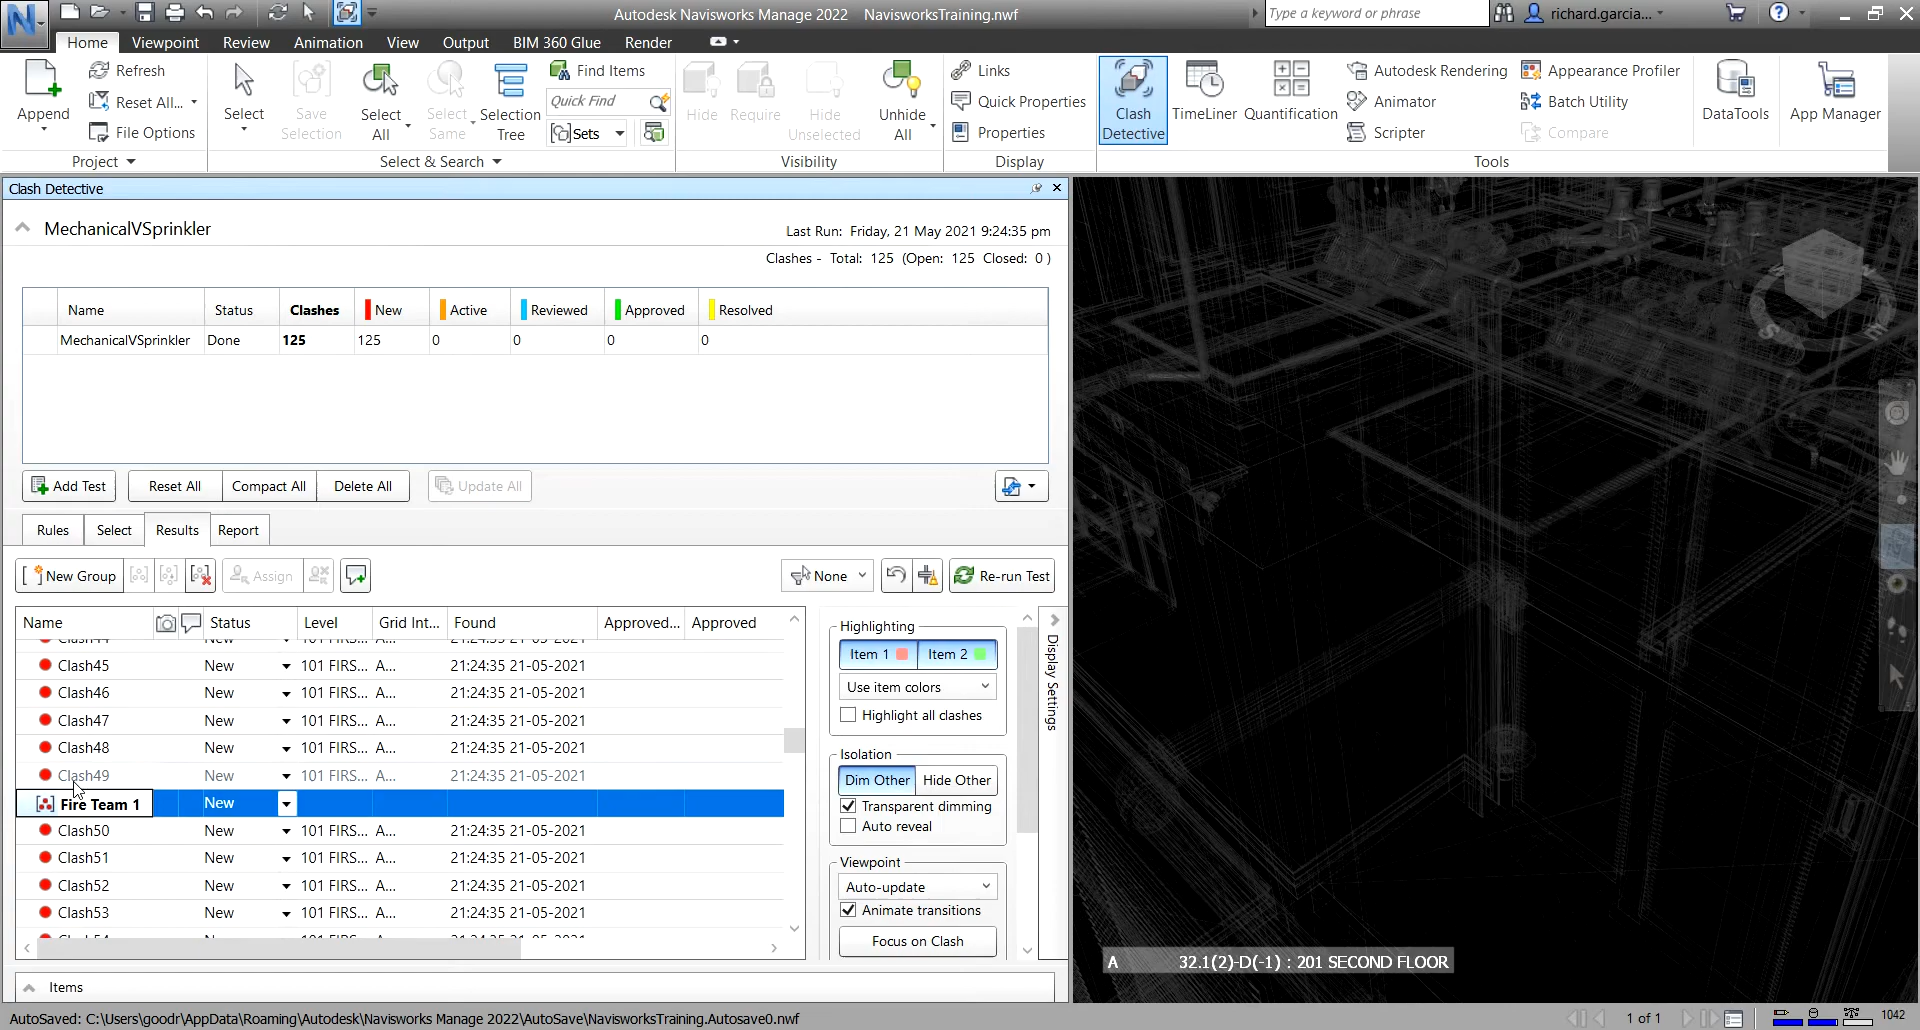 Autodesk Navisworks Manage 2022 NavisworksTraining.nwf
Type a keyword or phrase
richard.garcia...
Home Viewpoint Review Animation View Output BIM 360 Glue Render
Append
Refresh
Reset All...
File Options
Project
Select
Save Selection
Select All
Select Same
Selection Tree
Find Items
Quick Find
Sets
Select & Search
Hide
Require
Hide Unselected
Unhide All
Visibility
Links
Quick Properties
Properties
Display
Clash Detective
TimeLiner
Quantification
Autodesk Rendering
Animator
Scripter
Appearance Profiler
Batch Utility
Compare
DataTools
App Manager
Tools
Clash Detective
MechanicalVSprinkler
Last Run: Friday, 21 May 2021 9:24:35 pm
Clashes - Total: 125 (Open: 125 Closed: 0 )
Name Status Clashes New Active Reviewed Approved Resolved
MechanicalVSprinkler Done 125 125 0 0 0 0
Add Test Reset All Compact All Delete All Update All
Rules Select Results Report
New Group Assign None Re-run Test
Name Status Level Grid Int... Found Approved... Approved
Clash45 New 101 FIRS... A... 21:24:35 21-05-2021
Clash46 New 101 FIRS... A... 21:24:35 21-05-2021
Clash47 New 101 FIRS... A... 21:24:35 21-05-2021
Clash48 New 101 FIRS... A... 21:24:35 21-05-2021
Clash49 New 101 FIRS... A... 21:24:35 21-05-2021
Fire Team 1 New
Clash50 New 101 FIRS... A... 21:24:35 21-05-2021
Clash51 New 101 FIRS... A... 21:24:35 21-05-2021
Clash52 New 101 FIRS... A... 21:24:35 21-05-2021
Clash53 New 101 FIRS... A... 21:24:35 21-05-2021
Highlighting
Item 1 Item 2
Use item colors
Highlight all clashes
Isolation
Dim Other Hide Other
Transparent dimming
Auto reveal
Viewpoint
Auto-update
Animate transitions
Focus on Clash
Display Settings
Items
A 32.1(2)-D(-1) : 201 SECOND FLOOR
AutoSaved: C:\Users\goodr\AppData\Roaming\Autodesk\Navisworks Manage 2022\AutoSave\NavisworksTraining.Autosave0.nwf
1 of 1
1042